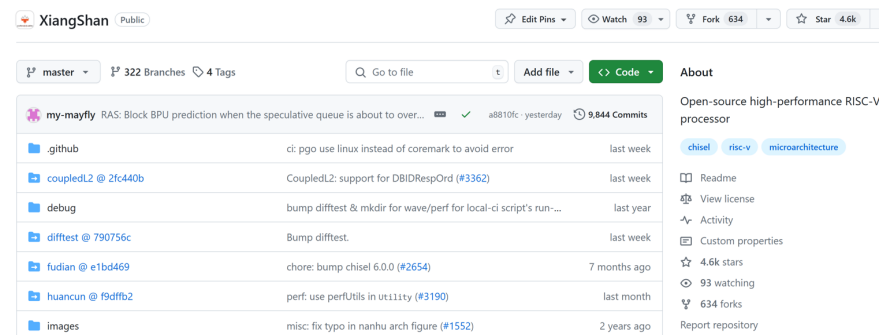 XiangShan Public Edit Pins Watch 93 Fork 634 Star 4.6k
master 322 Branches 4 Tags Go to file t Add file Code About
Open-source high-performance RISC-V
processor
my-mayfly RAS: Block BPU prediction when the speculative queue is about to over... a8810fc · yesterday 9,844 Commits
.github ci: pgo use linux instead of coremark to avoid error last week
chisel risc-v microarchitecture
coupledL2 @ 2fc440b CoupledL2: support for DBIDRespOrd (#3362) last week
Readme
View license
debug bump difftest & mkdir for wave/perf for local-ci script's run-... last year
Activity
difftest @ 790756c Bump difftest. last week
Custom properties
fudian @ e1bd469 chore: bump chisel 6.0.0 (#2654) 7 months ago
4.6k stars
93 watching
huancun @ f9dffb2 perf: use perfUtils in utility (#3190) last month
634 forks
images misc: fix typo in nanhu arch figure (#1552) 2 years ago
Report repository